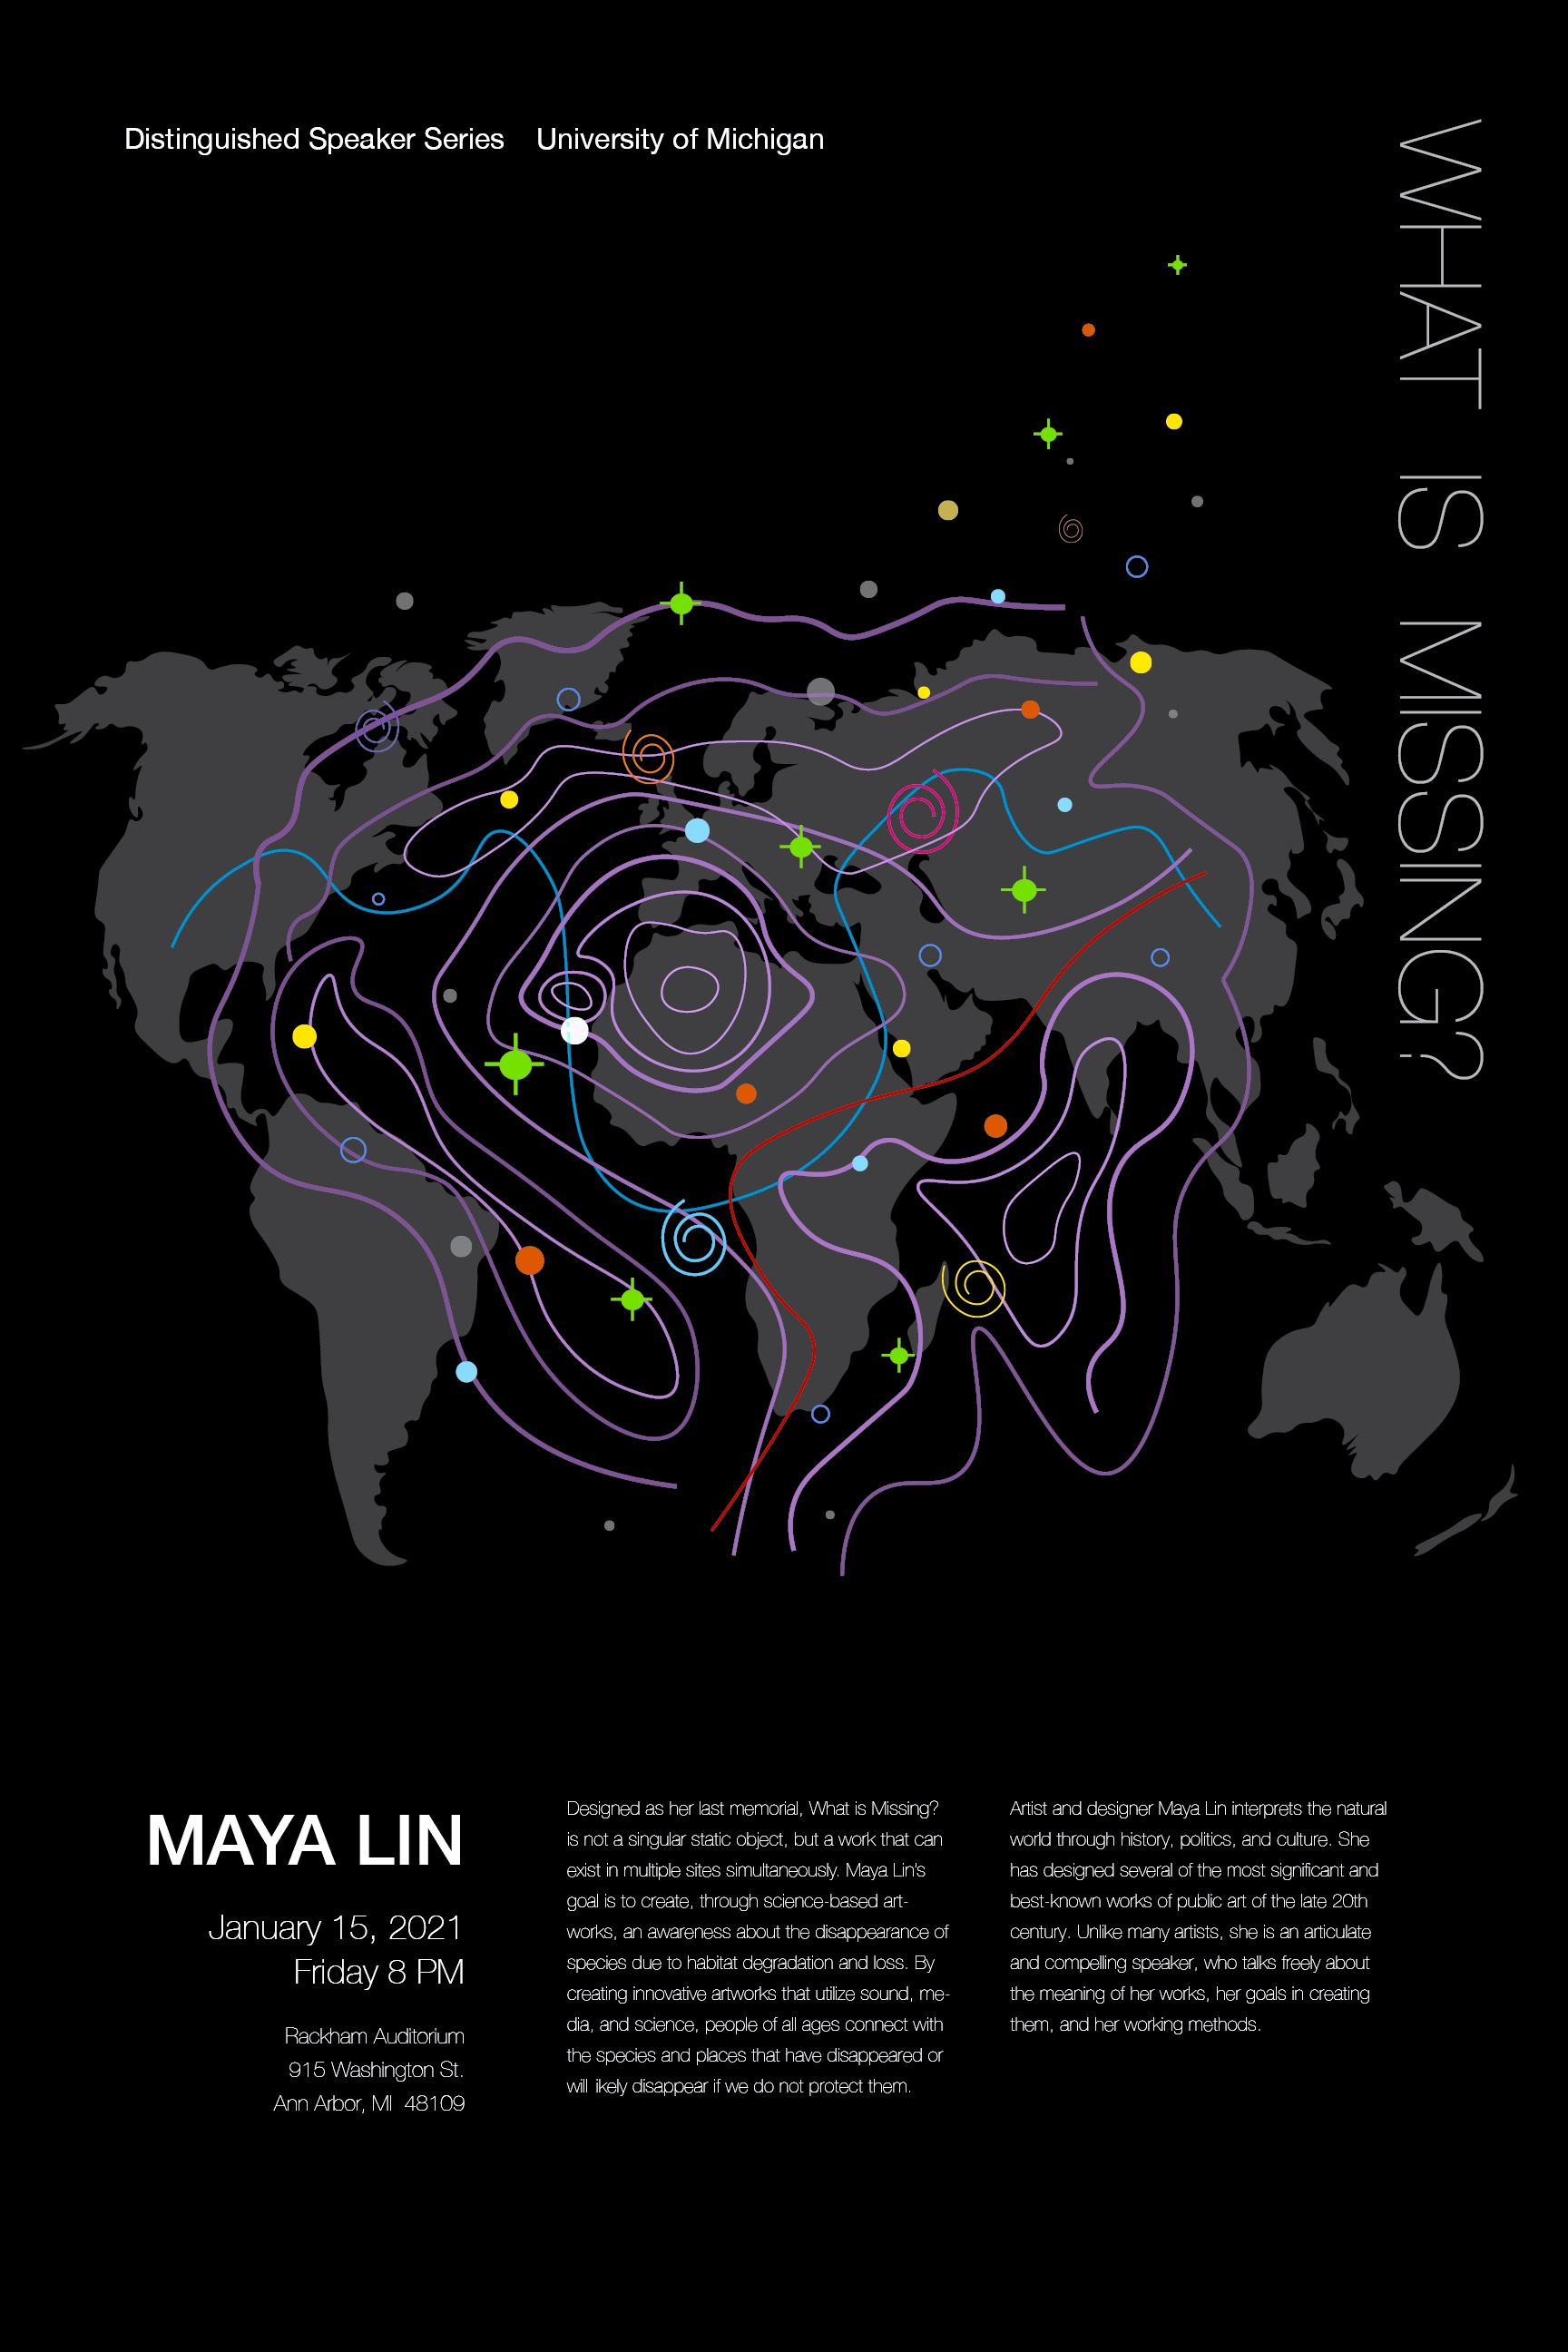 Distinguished Speaker Series    University of Michigan
WHAT IS MISSING?
MAYA LIN
January 15, 2021
Friday 8 PM
Rackham Auditorium
915 Washington St.
Ann Arbor, MI  48109
Designed as her last memorial, What is Missing?
is not a singular static object, but a work that can
exist in multiple sites simultaneously. Maya Lin's
goal is to create, through science-based art-
works, an awareness about the disappearance of
species due to habitat degradation and loss. By
creating innovative artworks that utilize sound, me-
dia, and science, people of all ages connect with
the species and places that have disappeared or
will ikely disappear if we do not protect them.
Artist and designer Maya Lin interprets the natural
world through history, politics, and culture. She
has designed several of the most significant and
best-known works of public art of the late 20th
century. Unlike many artists, she is an articulate
and compelling speaker, who talks freely about
the meaning of her works, her goals in creating
them, and her working methods.